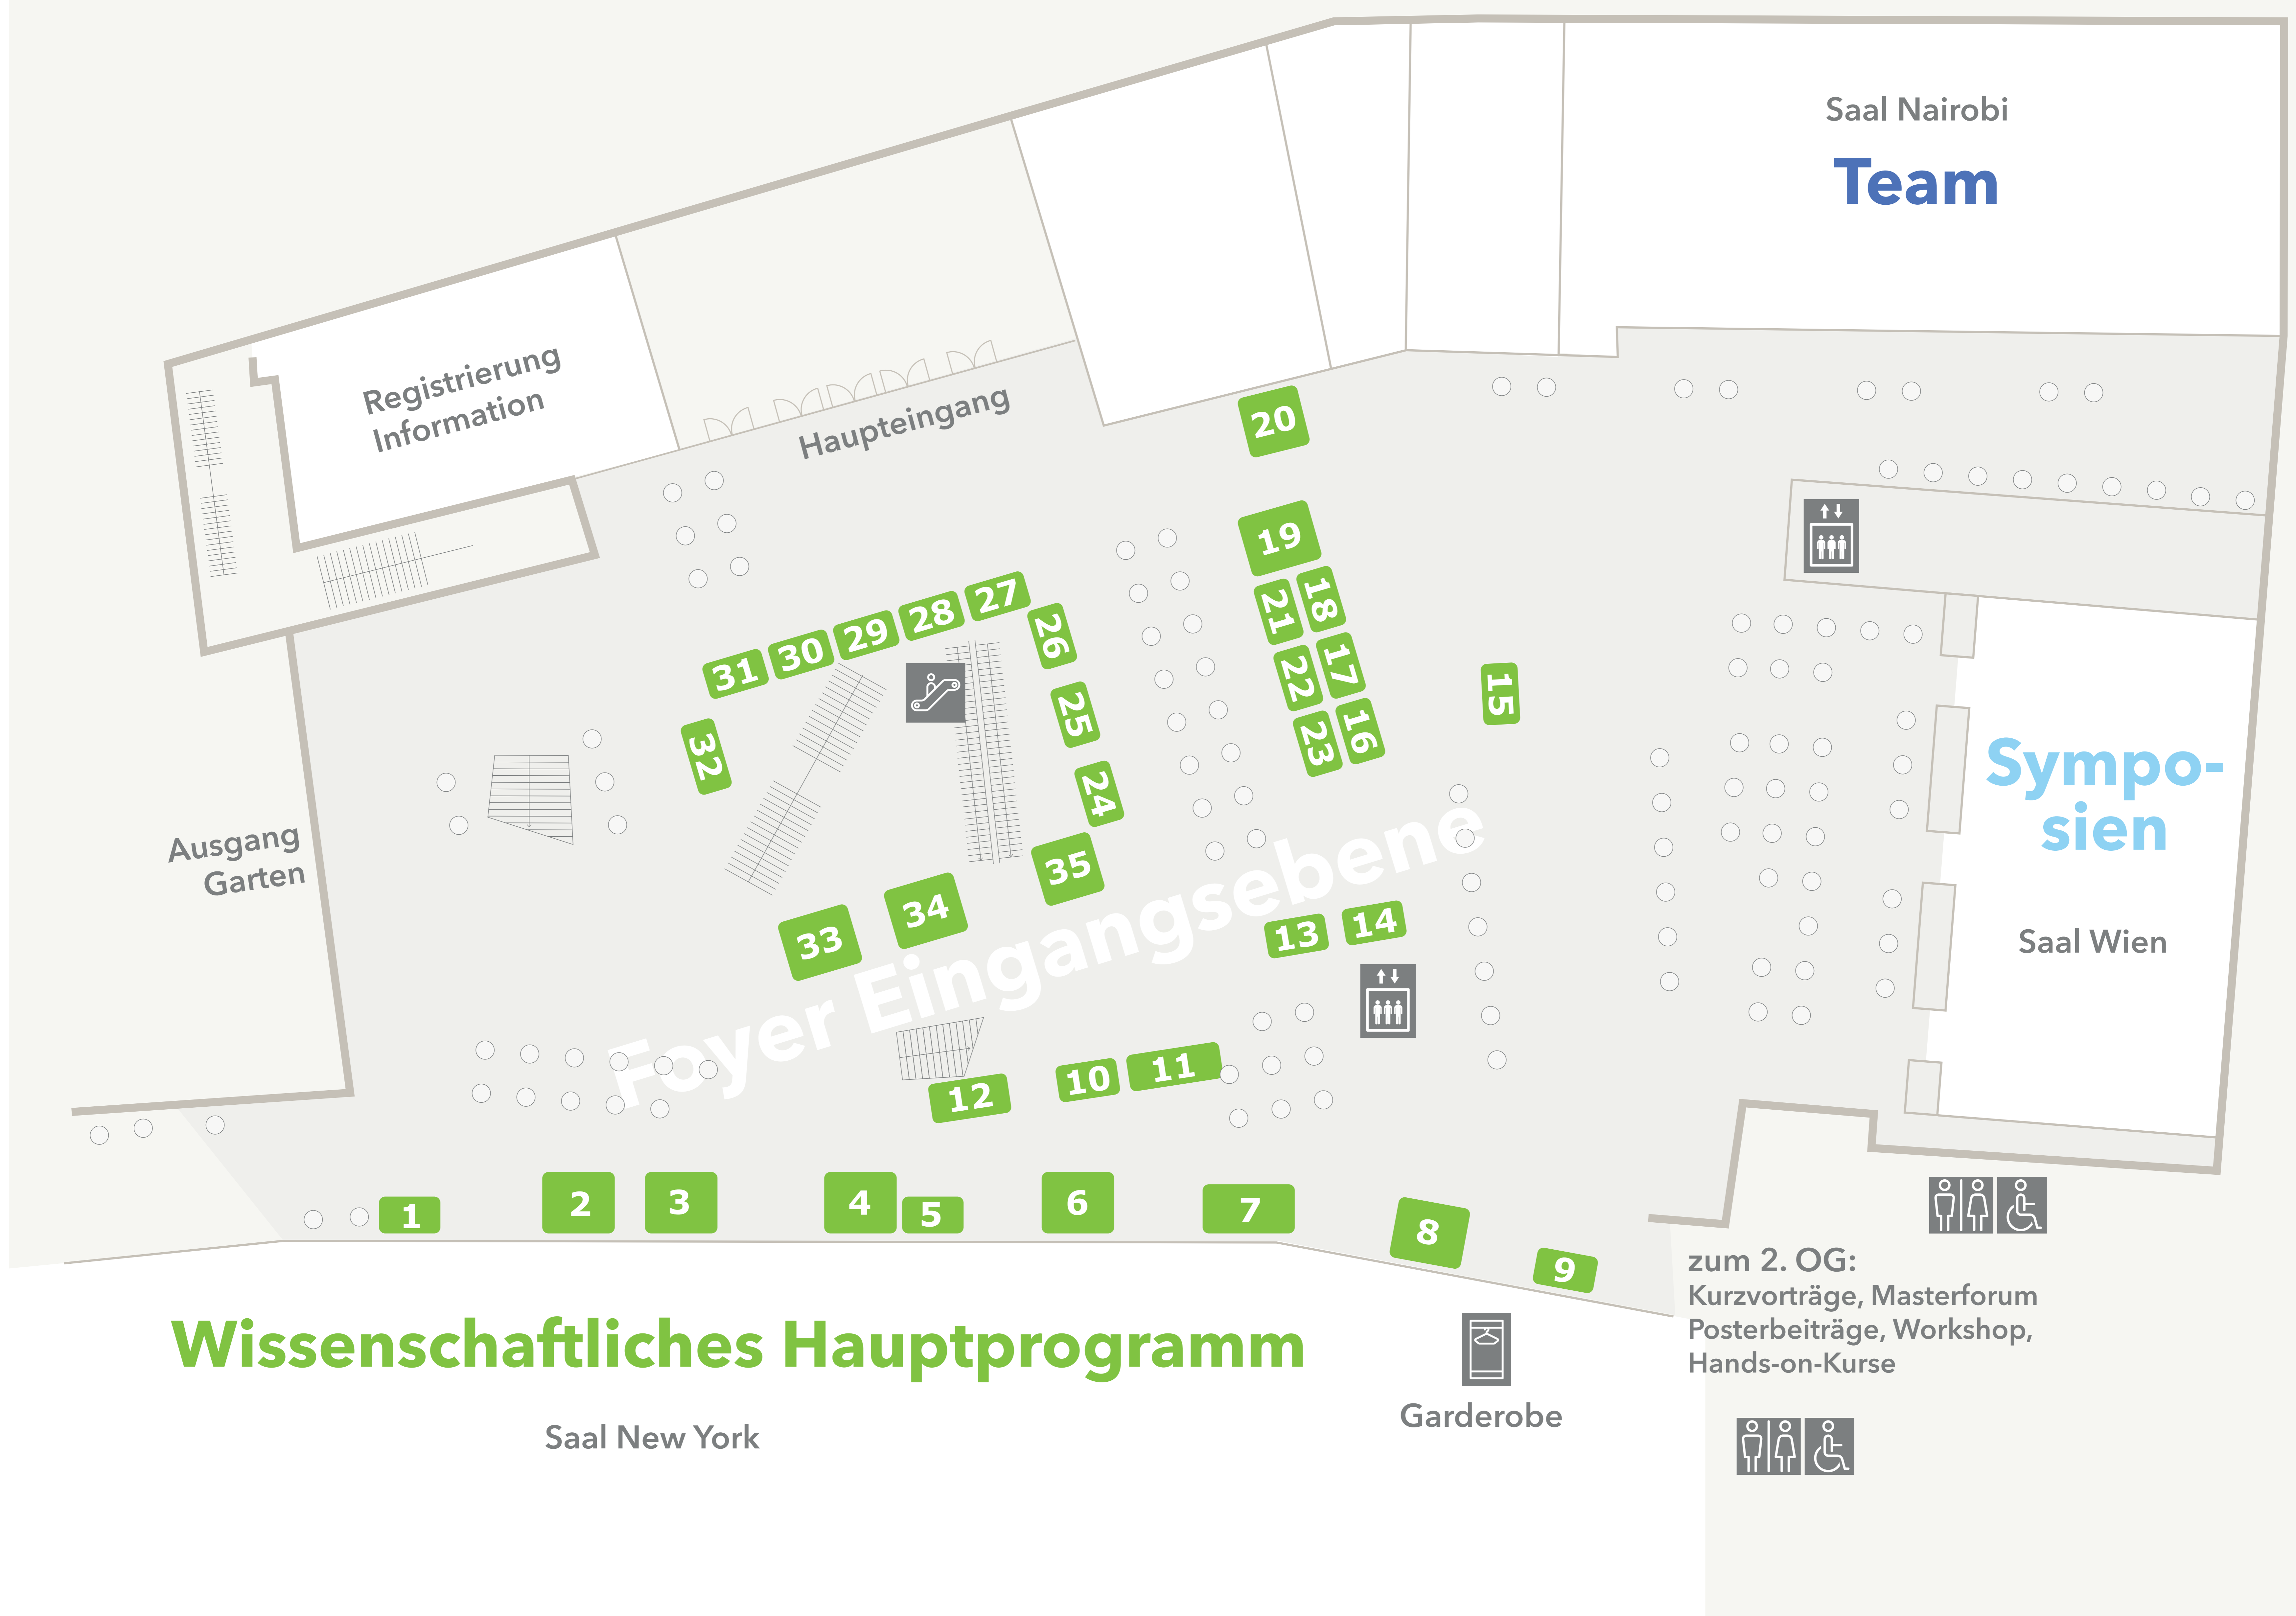 Saal Nairobi
Team
Registrierung
Information
Haupteingang
20
19
18
21
17
22
16
23
15
27
28
29
30
31
26
25
24
32
35
34
33
Sympo-
sien
Saal Wien
Ausgang
Garten
Foyer Eingangsebene
13
14
10
11
12
1
2
3
4
5
6
7
8
9
zum 2. OG:
Kurzvorträge, Masterforum
Posterbeiträge, Workshop,
Hands-on-Kurse
Wissenschaftliches Hauptprogramm
Saal New York
Garderobe